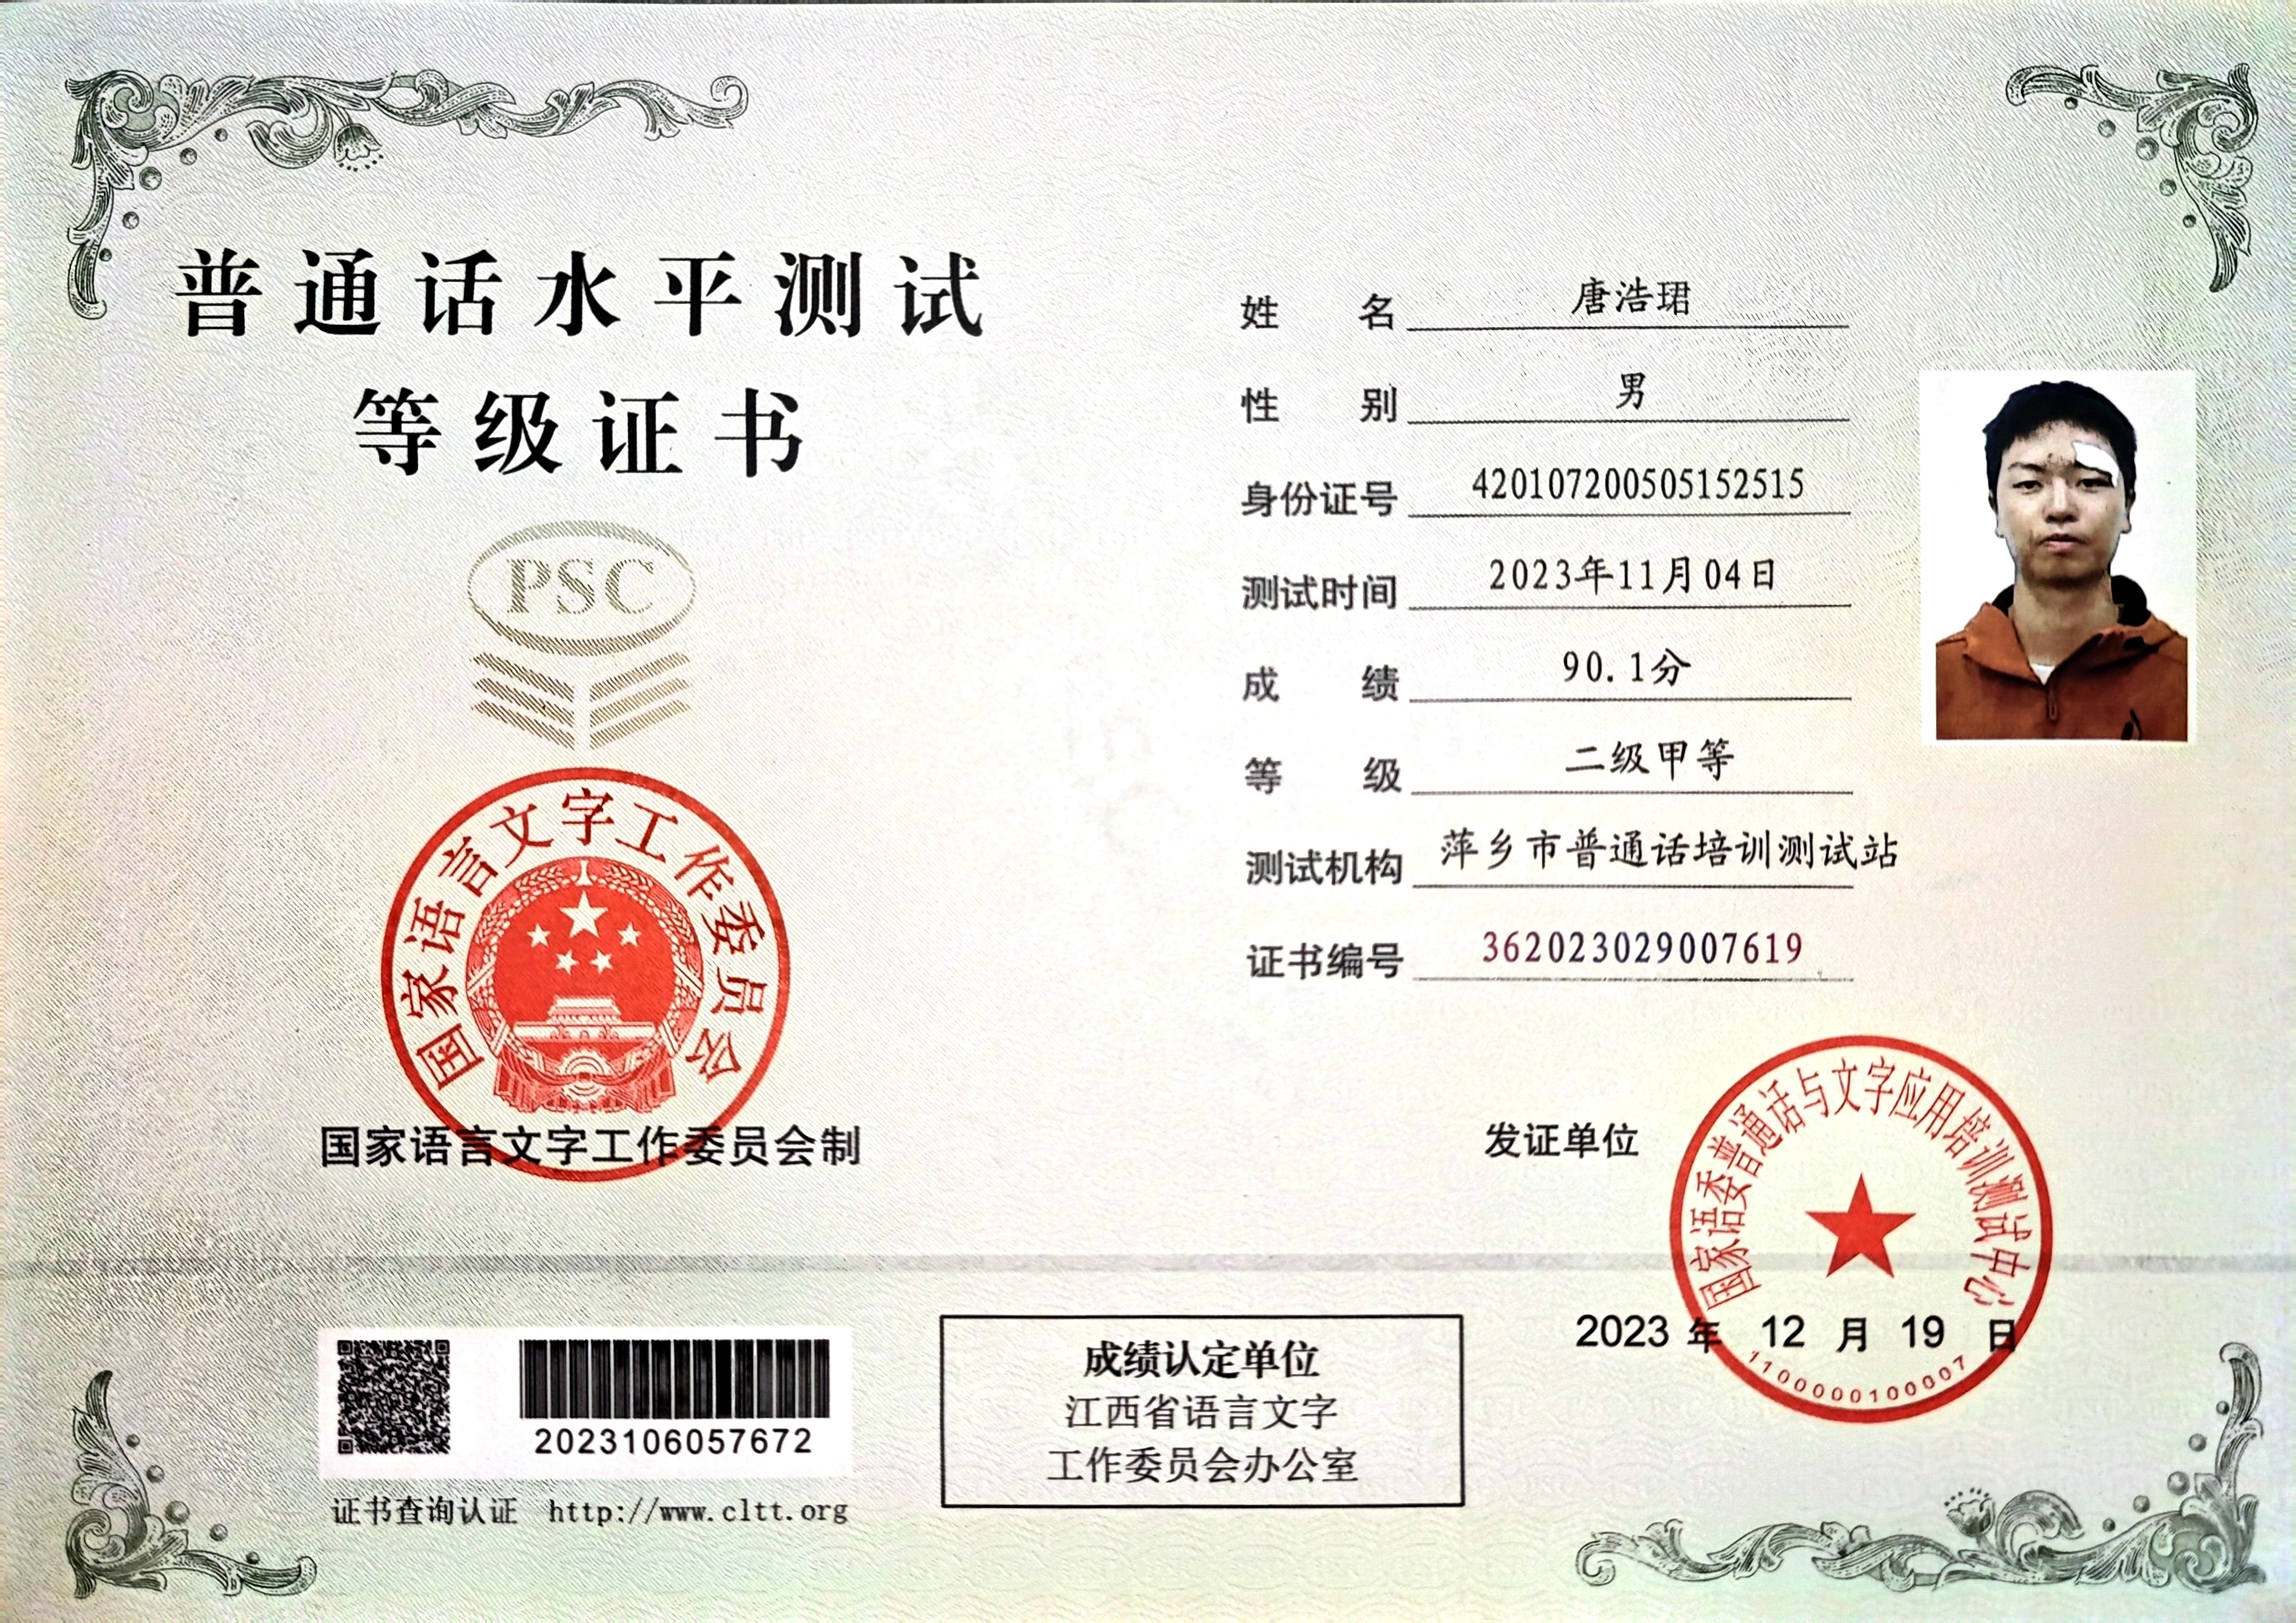 普通话水平测试
等级证书
PSC
国家语言文字工作委员会
国家语言文字工作委员会制
姓名 唐浩珺
性别 男
身份证号 420107200505152515
测试时间 2023年11月04日
成绩 90.1分
等级 二级甲等
测试机构 萍乡市普通话培训测试站
证书编号 362023029007619
发证单位
国家语委普通话与文字应用培训测试中心
2023 年 12 月 19 日
1100000100007
2023106057672
证书查询认证 http://www.cltt.org
成绩认定单位
江西省语言文字
工作委员会办公室